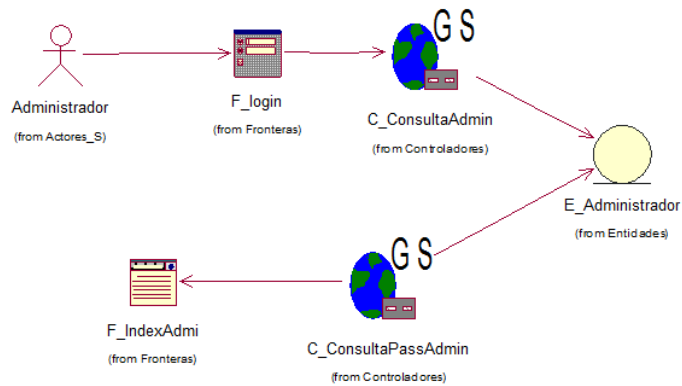 G S
Administrador
(from Actores_S)
F_login
(from Fronteras)
C_ConsultaAdmin
(from Controladores)
E_Administrador
(from Entidades)
G S
F_IndexAdmi
(from Fronteras)
C_ConsultaPassAdmin
(from Controladores)